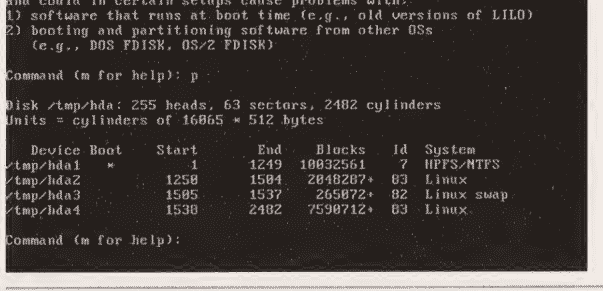 and could in certain setups cause problems with:
1) software that runs at boot time (e.g., old versions of LILO)
2) booting and partitioning software from other OSs
(e.g., DOS FDISK, OS/2 FDISK)
Command (m for help): p
Disk /tmp/hda: 255 heads, 63 sectors, 2482 cylinders
Units = cylinders of 16065 * 512 bytes
Device Boot Start End Blocks Id System
/tmp/hda1 * 1 1249 10032561 7 HPFS/NTFS
/tmp/hda2 1250 1504 2048287+ 83 Linux
/tmp/hda3 1505 1537 265072+ 82 Linux swap
/tmp/hda4 1538 2482 7590712+ 83 Linux
Command (m for help):